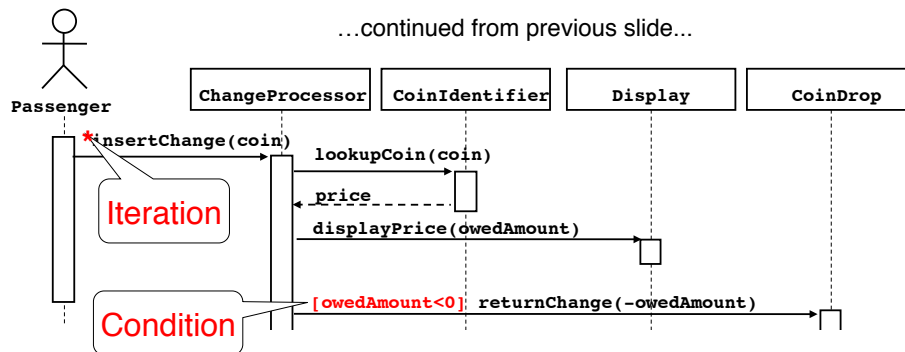 …continued from previous slide...
ChangeProcessor CoinIdentifier Display CoinDrop
Passenger
*insertChange(coin)
lookupCoin(coin)
price
Iteration
displayPrice(owedAmount)
[owedAmount<0] returnChange(-owedAmount)
Condition